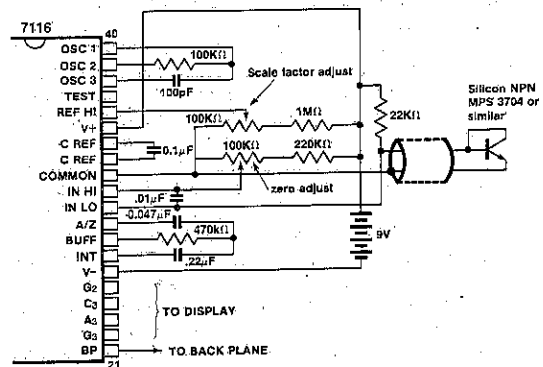 7116
40
OSC 1
OSC 2
OSC 3
TEST
REF HI
V+
C REF
C REF
COMMON
IN HI
IN LO
A/Z
BUFF
INT
V-
G2
C3
A3
G3
BP
21
100KΩ
100pF
Scale factor adjust
100KΩ
1MΩ
0.1µF
100KΩ
220KΩ
.01µF
zero adjust
0.047µF
470kΩ
.22µF
22KΩ
9V
Silicon NPN
MPS 3704 or
similar
TO DISPLAY
TO BACK PLANE